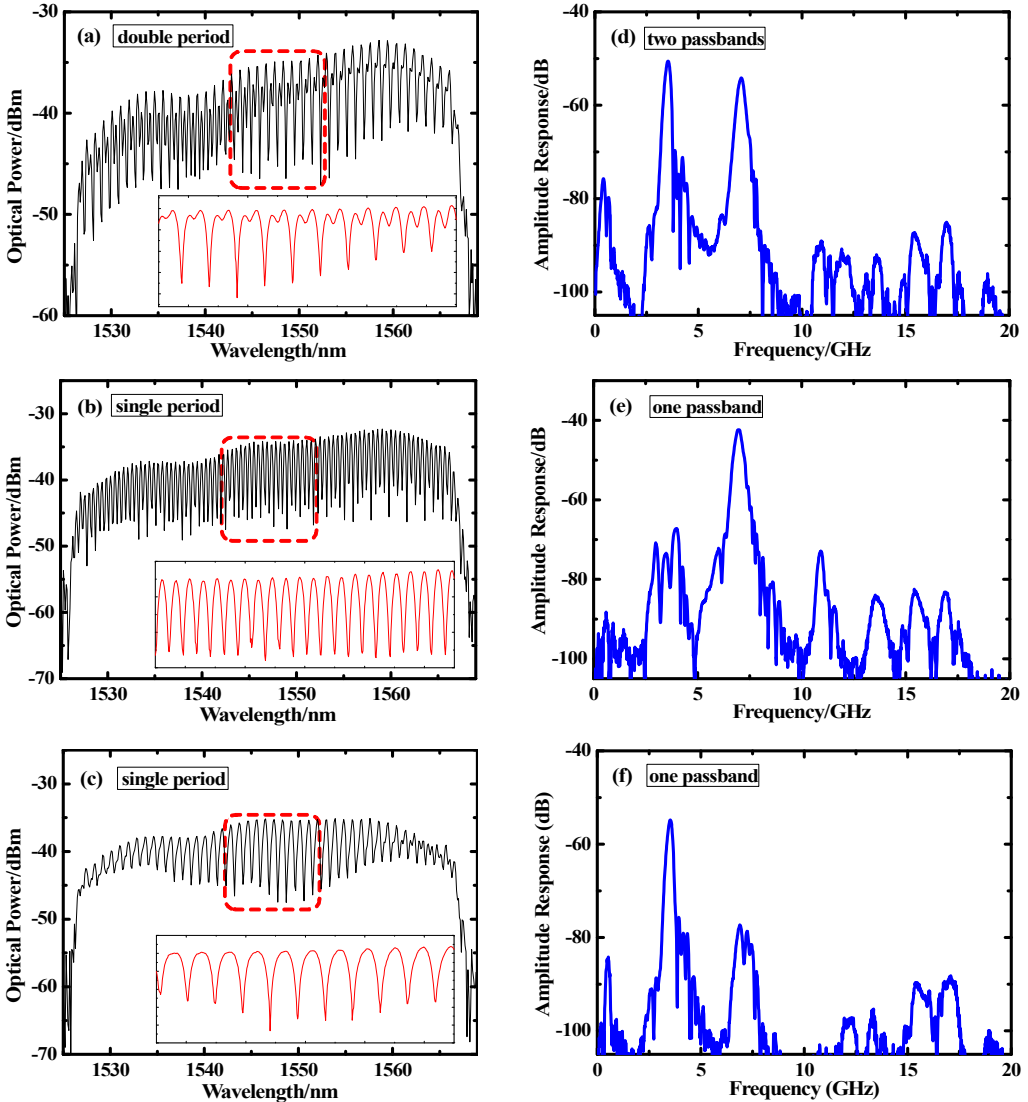 (a) double period
-30
-40
-50
-60
Optical Power/dBm
1530 1540 1550 1560
Wavelength/nm
(d) two passbands
-40
-60
-80
-100
Amplitude Response/dB
0 5 10 15 20
Frequency/GHz
(b) single period
-30
-40
-50
-60
-70
Optical Power/dBm
1530 1540 1550 1560
Wavelength/nm
(e) one passband
-40
-60
-80
-100
Amplitude Response/dB
0 5 10 15 20
Frequency/GHz
(c) single period
-30
-40
-50
-60
-70
Optical Power/dBm
1530 1540 1550 1560
Wavelength/nm
(f) one passband
-40
-60
-80
-100
Amplitude Response (dB)
0 5 10 15 20
Frequency (GHz)